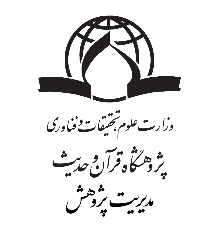 وزارت علوم، تحقیقات و فناوری
پژوهشگاه قرآن و حدیث
مدیریت پژوهش